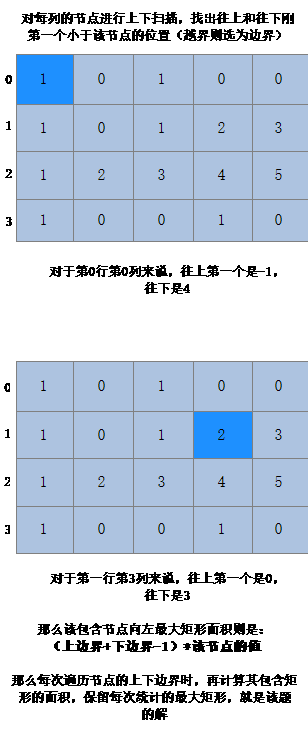 对每列的节点进行上下扫描，找出往上和往下刚
第一个小于该节点的位置（越界则选为边界）
0 1 0 1 0 0
1 1 0 1 2 3
2 1 2 3 4 5
3 1 0 0 1 0
对于第0行第0列来说，往上第一个是-1，
往下是4
0 1 0 1 0 0
1 1 0 1 2 3
2 1 2 3 4 5
3 1 0 0 1 0
对于第一行第3列来说，往上第一个是0，
往下是3
那么该包含节点向左最大矩形面积则是：
（上边界+下边界-1）*该节点的值
那么每次遍历节点的上下边界时，再计算其包含矩
形的面积，保留每次统计的最大矩形，就是该题
的解